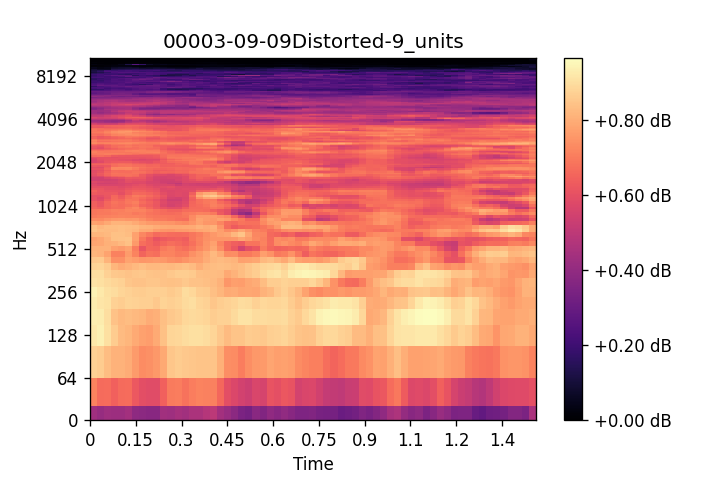 00003-09-09Distorted-9_units
8192
4096
2048
1024
512
256
128
64
0
Hz
0 0.15 0.3 0.45 0.6 0.75 0.9 1.1 1.2 1.4
Time
+0.80 dB
+0.60 dB
+0.40 dB
+0.20 dB
+0.00 dB